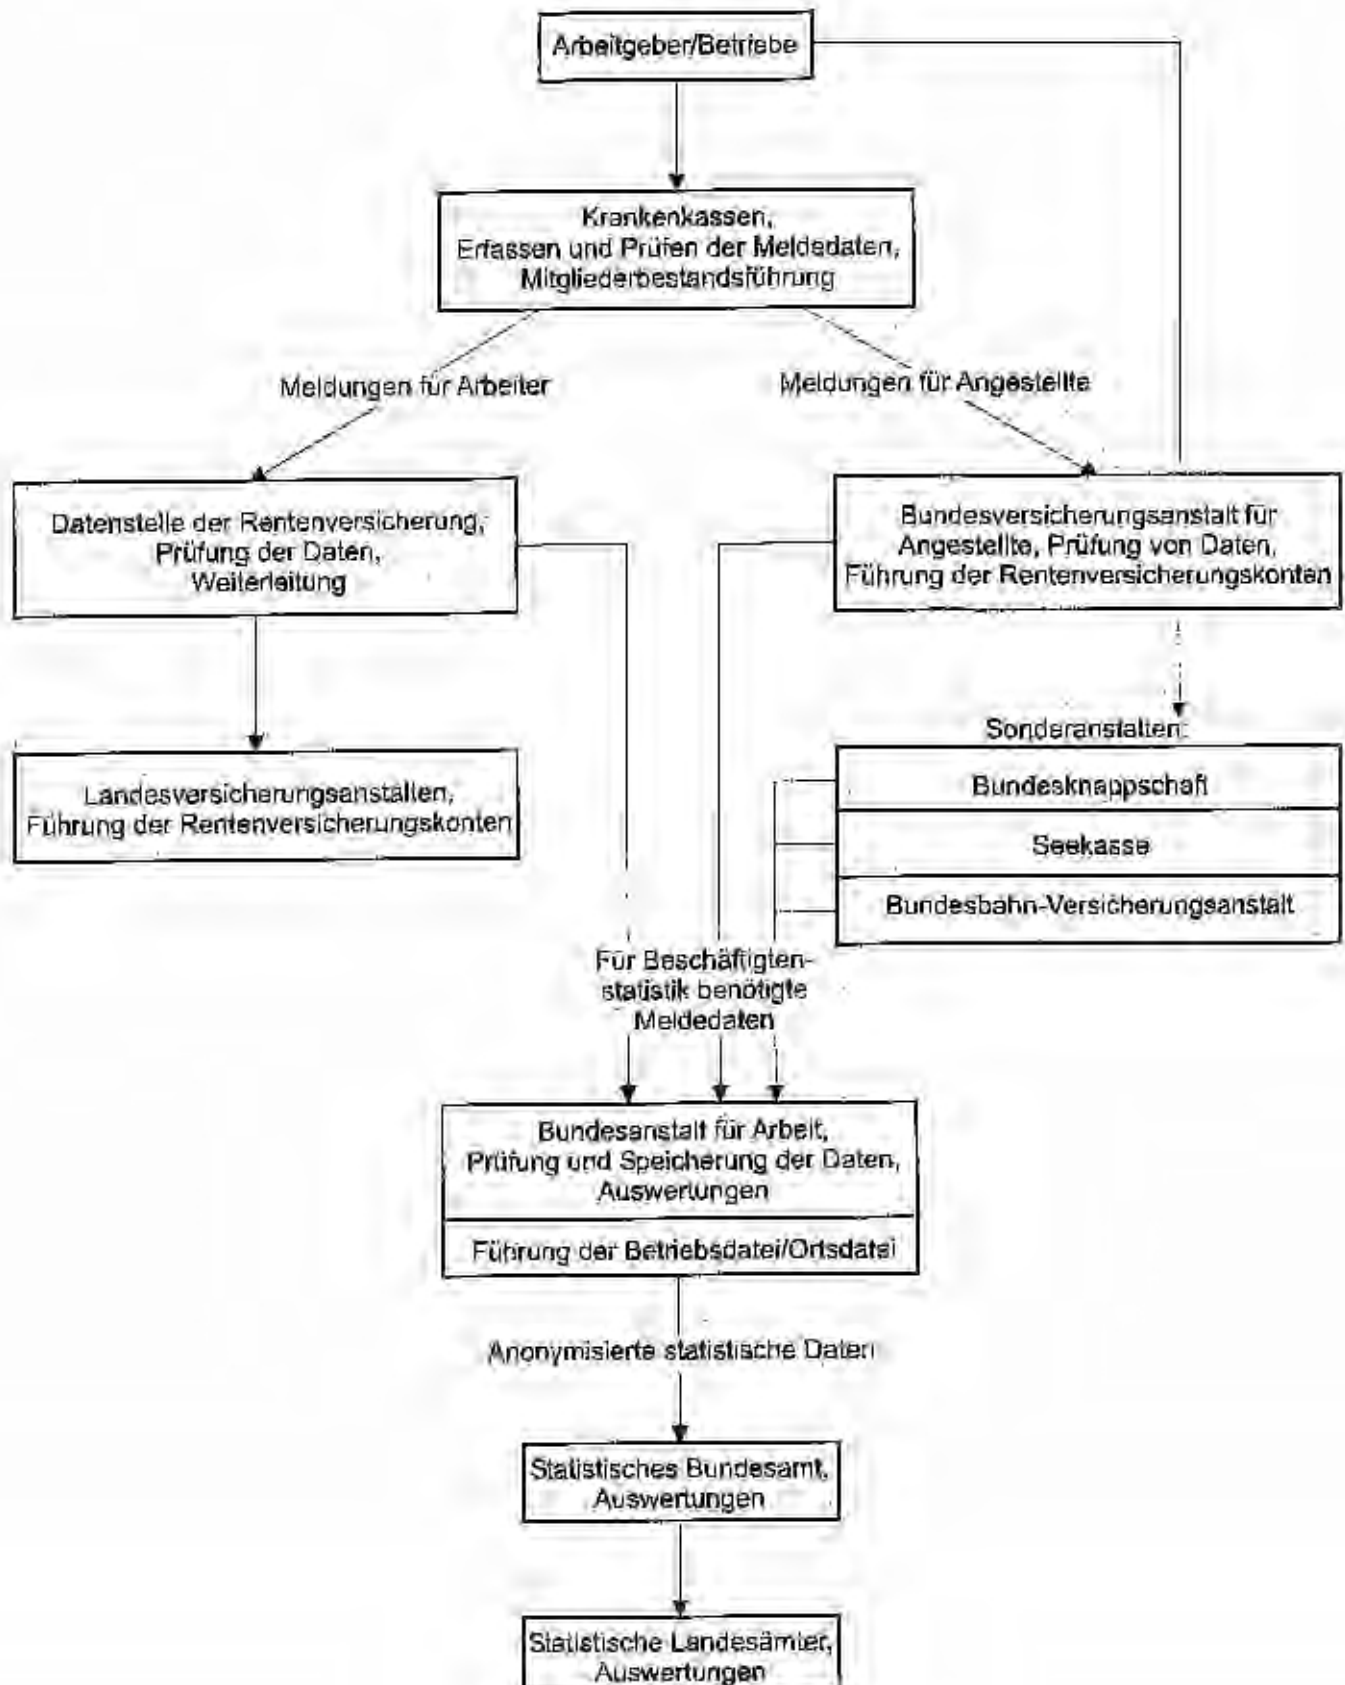 Arbeitgeber/Betriebe
Krankenkassen,
Erfassen und Prüfen der Meldedaten,
Mitgliederbestandsführung
Meldungen für Arbeiter
Meldungen für Angestellte
Datenstelle der Rentenversicherung,
Prüfung der Daten,
Weiterleitung
Bundesversicherungsanstalt für
Angestellte, Prüfung von Daten,
Führung der Rentenversicherungskonten
Landesversicherungsanstalten,
Führung der Rentenversicherungskonten
Sonderanstalten:
Bundesknappschaft
Seekasse
Bundesbahn-Versicherungsanstalt
Für Beschäftigten-
statistik benötigte
Meldedaten
Bundesanstalt für Arbeit,
Prüfung und Speicherung der Daten,
Auswertungen
Führung der Betriebsdatei/Ortsdatei
Anonymisierte statistische Daten
Statistisches Bundesamt,
Auswertungen
Statistische Landesämter,
Auswertungen